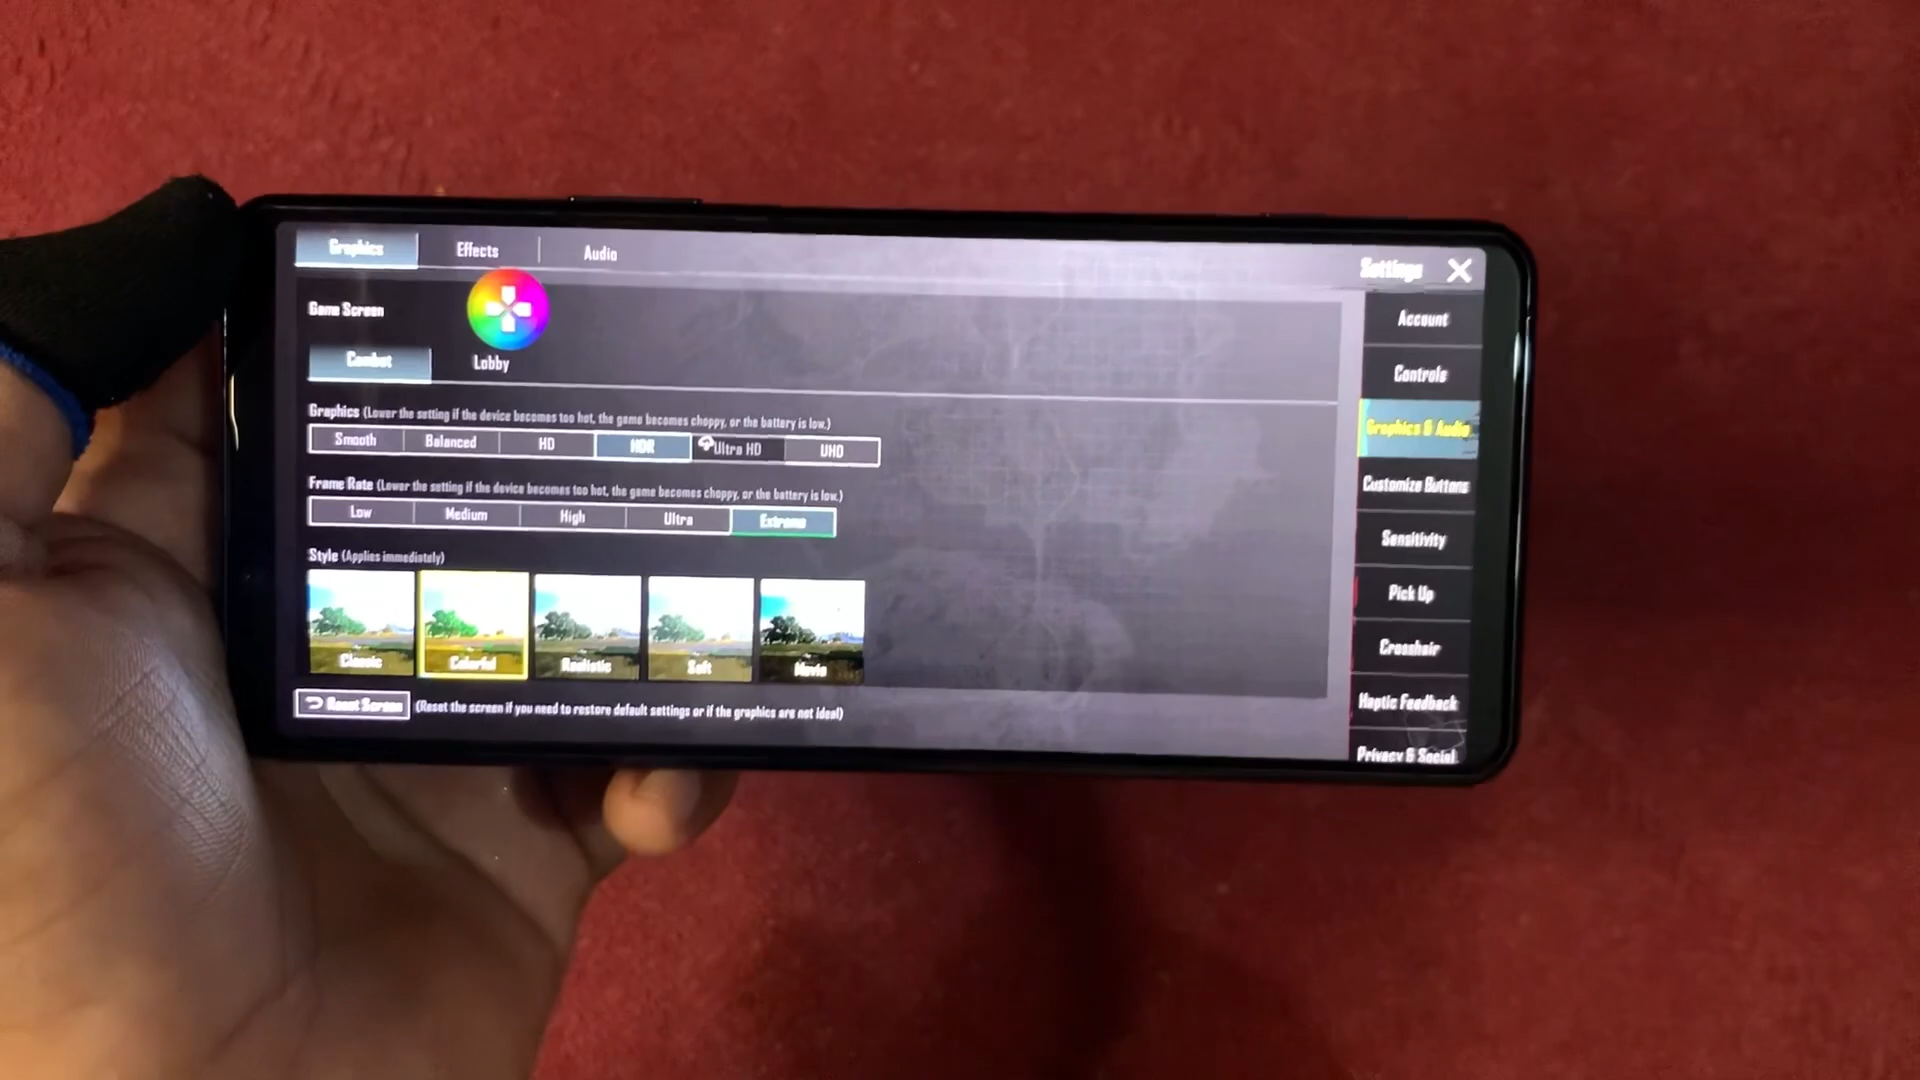 Graphics Effects Audio
Settings
Game Screen
Combat Lobby
Graphics (Lower the setting if the device becomes too hot, the game becomes choppy, or the battery is low.)
Smooth Balanced HD HDR Ultra HD UHD
Frame Rate (Lower the setting if the device becomes too hot, the game becomes choppy, or the battery is low.)
Low Medium High Ultra Extreme
Style (Applies immediately)
Classic Colorful Realistic Soft Movie
Reset Screen (Reset the screen if you need to restore default settings or if the graphics are not ideal)
Account
Controls
Graphics & Audio
Customize Buttons
Sensitivity
Pick Up
Crosshair
Haptic Feedback
Privacy & Social